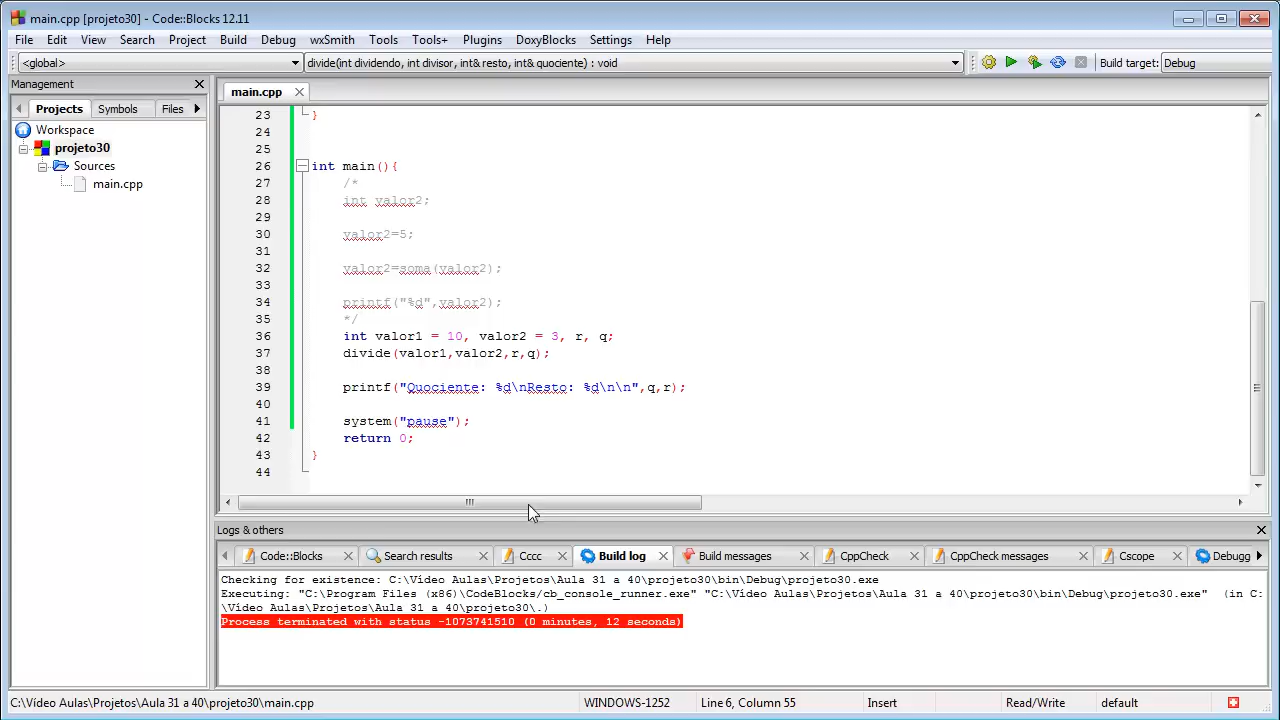 main.cpp [projeto30] - Code::Blocks 12.11
File Edit View Search Project Build Debug wxSmith Tools Tools+ Plugins DoxyBlocks Settings Help
<global> divide(int dividendo, int divisor, int& resto, int& quociente) : void Build target: Debug
Management
Projects Symbols Files
Workspace
projeto30
Sources
main.cpp
main.cpp
23 }
24
25
26 int main(){
27 /*
28 int valor2;
29
30 valor2=5;
31
32 valor2=soma(valor2);
33
34 printf("%d",valor2);
35 */
36 int valor1 = 10, valor2 = 3, r, q;
37 divide(valor1,valor2,r,q);
38
39 printf("Quociente: %d\nResto: %d\n\n",q,r);
40
41 system("pause");
42 return 0;
43 }
44
Logs & others
Code::Blocks Search results Cccc Build log Build messages CppCheck CppCheck messages Cscope Debugg
Checking for existence: C:\Vídeo Aulas\Projetos\Aula 31 a 40\projeto30\bin\Debug\projeto30.exe
Executing: "C:\Program Files (x86)\CodeBlocks/cb_console_runner.exe" "C:\Vídeo Aulas\Projetos\Aula 31 a 40\projeto30\bin\Debug\projeto30.exe" (in C:
\Vídeo Aulas\Projetos\Aula 31 a 40\projeto30\.)
Process terminated with status -1073741510 (0 minutes, 12 seconds)
C:\Vídeo Aulas\Projetos\Aula 31 a 40\projeto30\main.cpp WINDOWS-1252 Line 6, Column 55 Insert Read/Write default